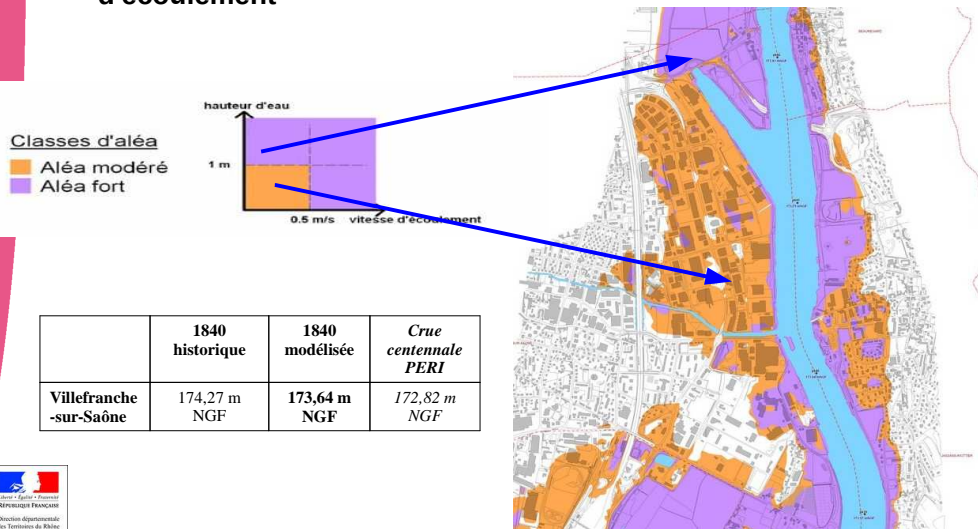 d'écoulement
hauteur d'eau
Classes d'aléa
Aléa modéré
Aléa fort
1 m
0.5 m/s vitesse d'écoulement
1840 historique
1840 modélisée
Crue centennale PERI
Villefranche -sur-Saône
174,27 m NGF
173,64 m NGF
172,82 m NGF
Liberté • Égalité • Fraternité
RÉPUBLIQUE FRANÇAISE
Direction départementale
des Territoires du Rhône